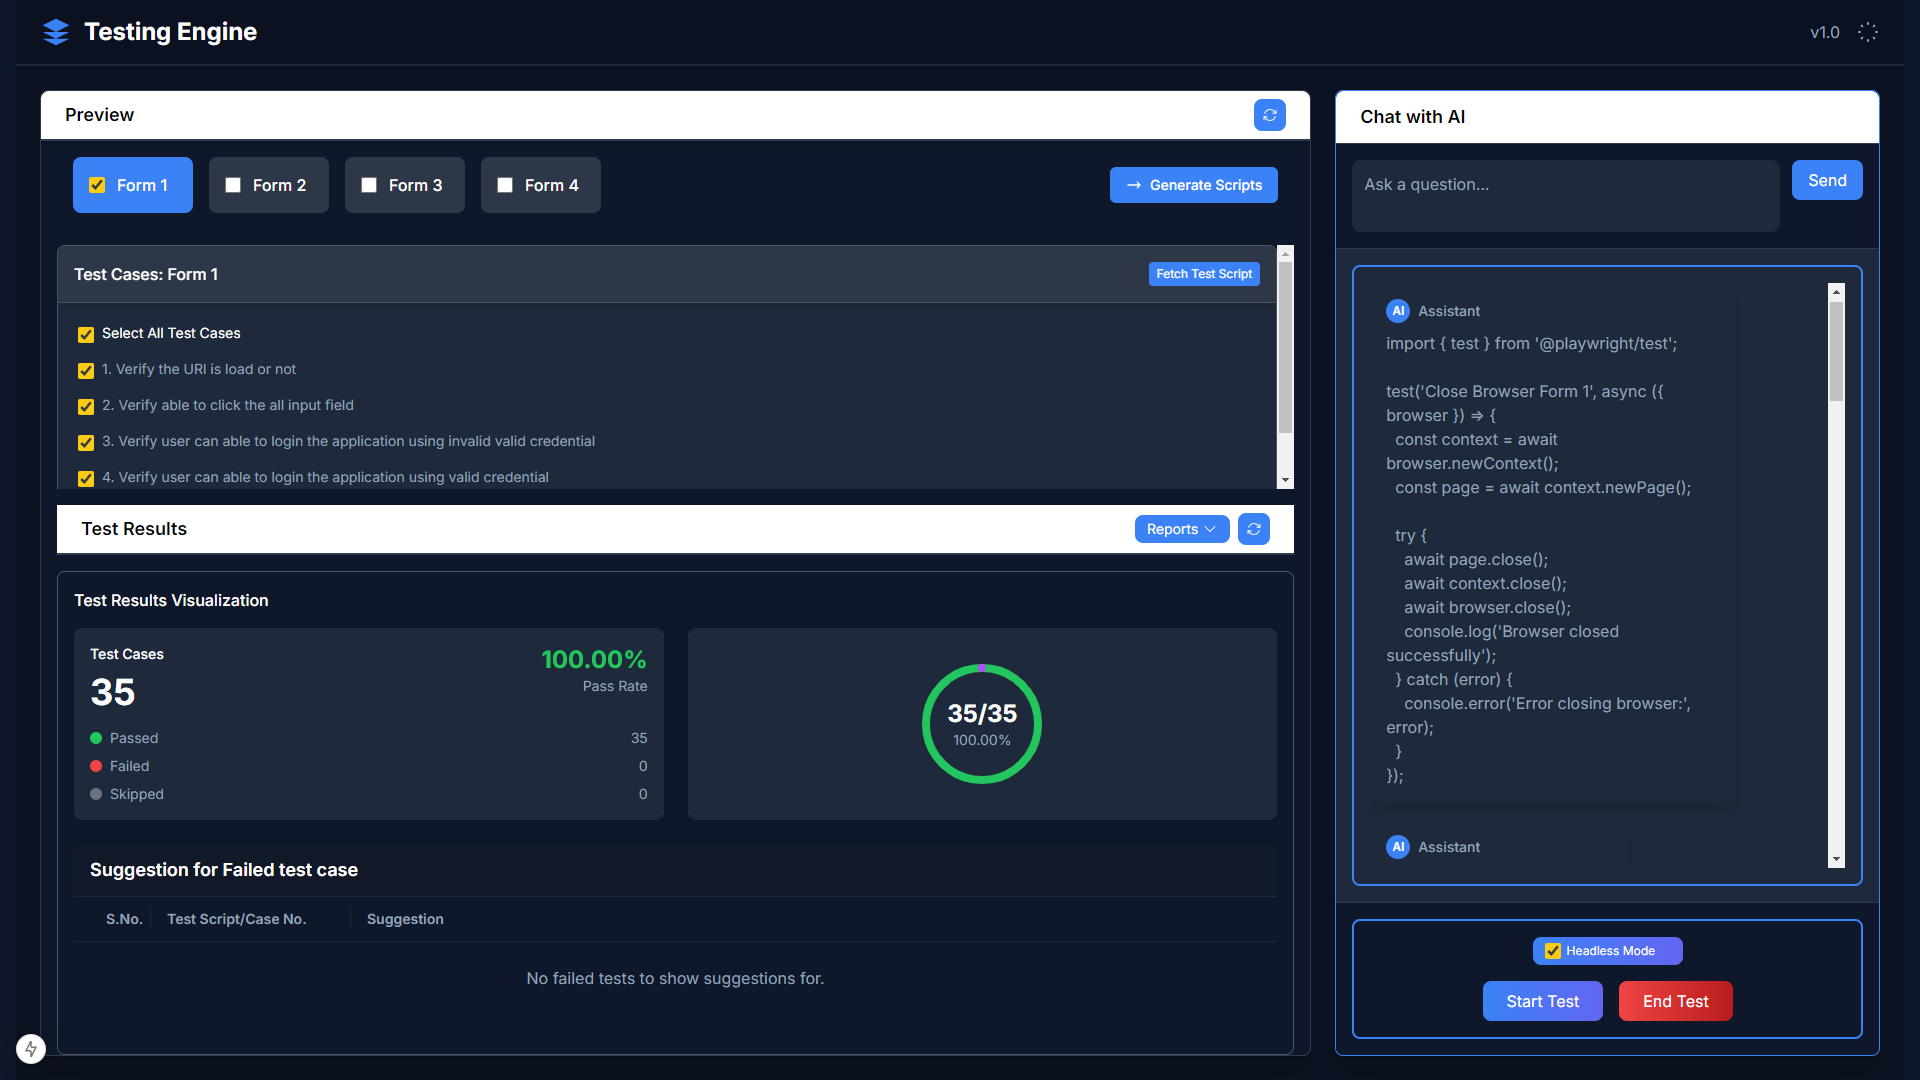 Testing Engine
v1.0
Preview
Form 1
Form 2
Form 3
Form 4
→ Generate Scripts
Test Cases: Form 1
Fetch Test Script
Select All Test Cases
1. Verify the URl is load or not
2. Verify able to click the all input field
3. Verify user can able to login the application using invalid valid credential
4. Verify user can able to login the application using valid credential
Test Results
Reports
Test Results Visualization
Test Cases
35
100.00%
Pass Rate
Passed 35
Failed 0
Skipped 0
35/35
100.00%
Suggestion for Failed test case
S.No. Test Script/Case No. Suggestion
No failed tests to show suggestions for.
Chat with AI
Ask a question...
Send
AI Assistant
import { test } from '@playwright/test';
test('Close Browser Form 1', async ({
browser }) => {
const context = await
browser.newContext();
const page = await context.newPage();
try {
await page.close();
await context.close();
await browser.close();
console.log('Browser closed
successfully');
} catch (error) {
console.error('Error closing browser:',
error);
}
});
AI Assistant
Headless Mode
Start Test
End Test